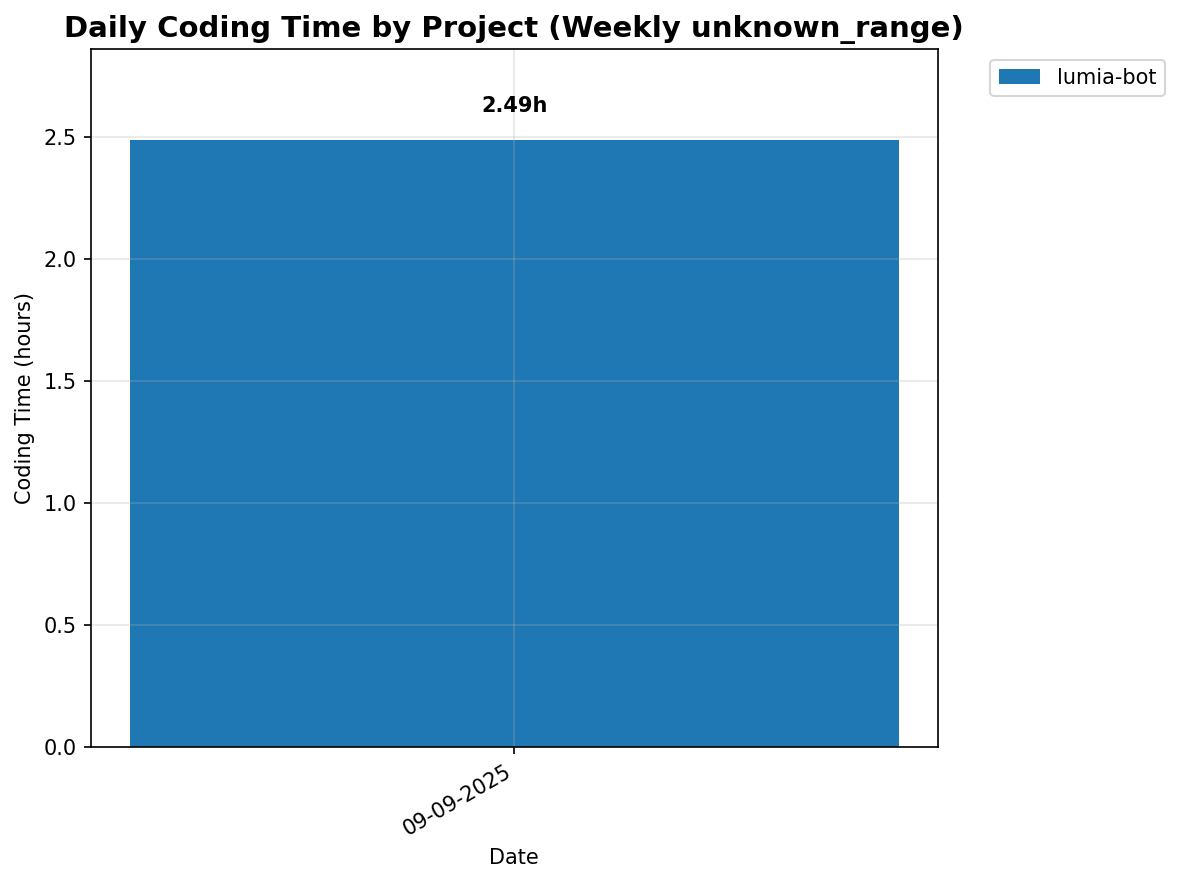 Daily Coding Time by Project (Weekly unknown_range)
lumia-bot
2.49h
2.5
2.0
1.5
1.0
0.5
0.0
Coding Time (hours)
09-09-2025
Date